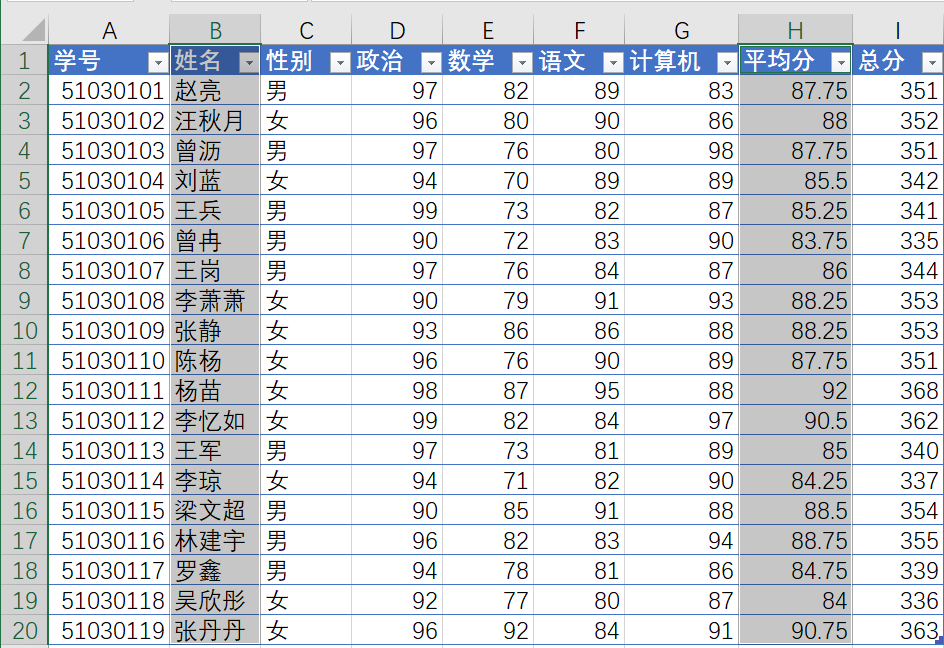 A B C D E F G H I
1 学号 姓名 性别 政治 数学 语文 计算机 平均分 总分
2 51030101 赵亮 男 97 82 89 83 87.75 351
3 51030102 汪秋月 女 96 80 90 86 88 352
4 51030103 曾沥 男 97 76 80 98 87.75 351
5 51030104 刘蓝 女 94 70 89 89 85.5 342
6 51030105 王兵 男 99 73 82 87 85.25 341
7 51030106 曾冉 男 90 72 83 90 83.75 335
8 51030107 王岗 男 97 76 84 87 86 344
9 51030108 李萧萧 女 90 79 91 93 88.25 353
10 51030109 张静 女 93 86 86 88 88.25 353
11 51030110 陈杨 女 96 76 90 89 87.75 351
12 51030111 杨苗 女 98 87 95 88 92 368
13 51030112 李忆如 女 99 82 84 97 90.5 362
14 51030113 王军 男 97 73 81 89 85 340
15 51030114 李琼 女 94 71 82 90 84.25 337
16 51030115 梁文超 男 90 85 91 88 88.5 354
17 51030116 林建宇 男 96 82 83 94 88.75 355
18 51030117 罗鑫 男 94 78 81 86 84.75 339
19 51030118 吴欣彤 女 92 77 80 87 84 336
20 51030119 张丹丹 女 96 92 84 91 90.75 363